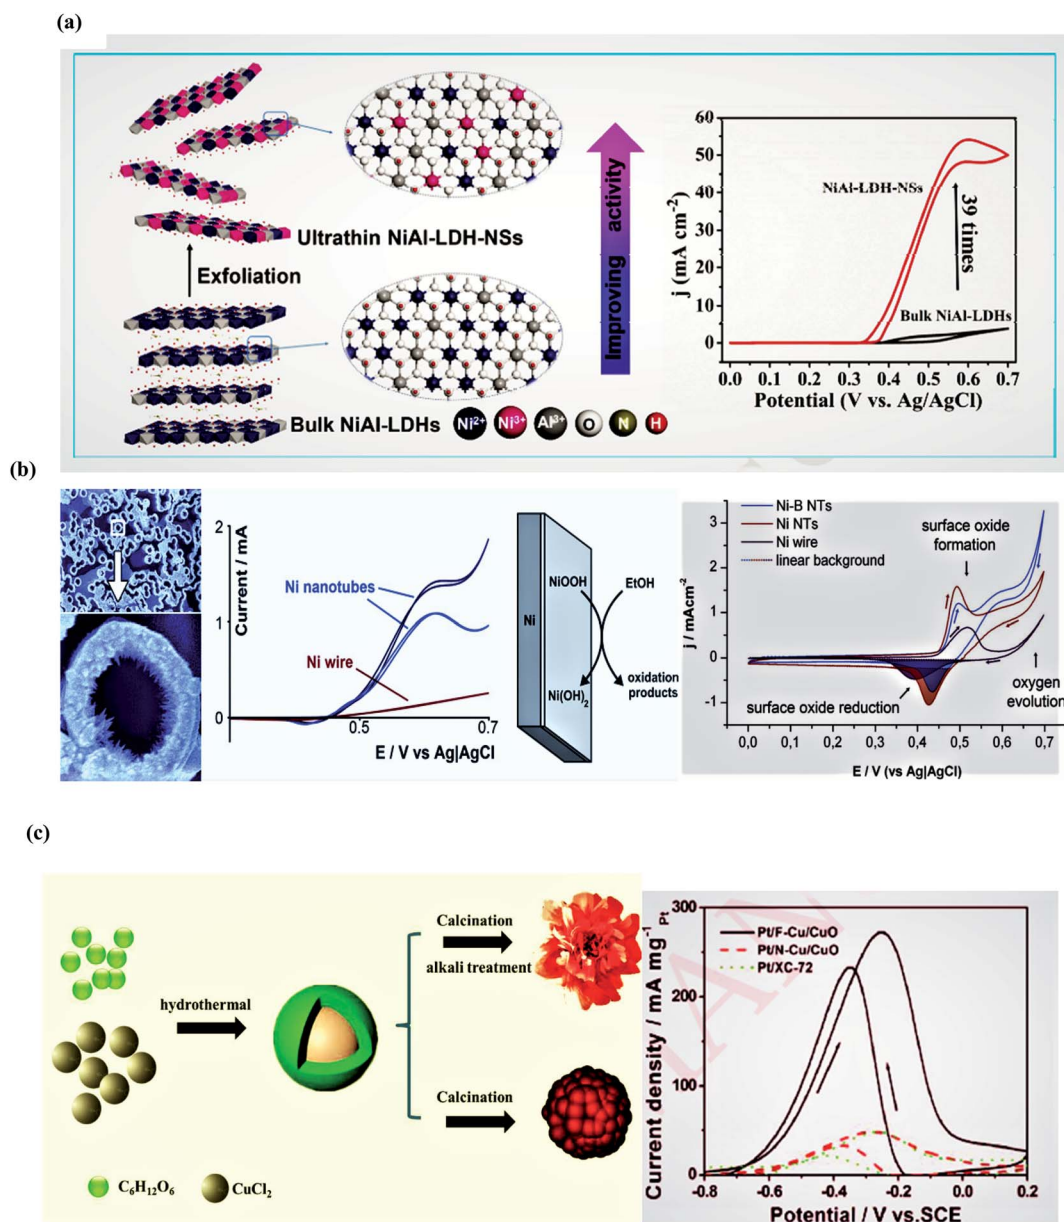 (a)
Ultrathin NiAl-LDH-NSs
Exfoliation
Bulk NiAl-LDHs
Ni²⁺ Ni³⁺ Al³⁺ O N H
Improving activity
60
50
40
30
20
10
0
j (mA cm⁻²)
NiAl-LDH-NSs
39 times
Bulk NiAl-LDHs
0.0 0.1 0.2 0.3 0.4 0.5 0.6 0.7
Potential (V vs. Ag/AgCl)
(b)
2
1
0
Current / mA
Ni nanotubes
Ni wire
0.5 0.7
E / V vs Ag|AgCl
Ni
NiOOH
EtOH
Ni(OH)₂
oxidation
products
3
2
1
0
-1
j / mAcm⁻²
Ni-B NTs
Ni NTs
Ni wire
linear background
surface oxide
formation
surface oxide reduction
oxygen
evolution
0,0 0,1 0,2 0,3 0,4 0,5 0,6 0,7
E / V (vs Ag|AgCl)
(c)
hydrothermal
Calcination
alkali treatment
Calcination
C₆H₁₂O₆
CuCl₂
300
200
100
0
Current density / mA mg⁻¹Pt
Pt/F-Cu/CuO
Pt/N-Cu/CuO
Pt/XC-72
-0.8 -0.6 -0.4 -0.2 0.0 0.2
Potential / V vs.SCE